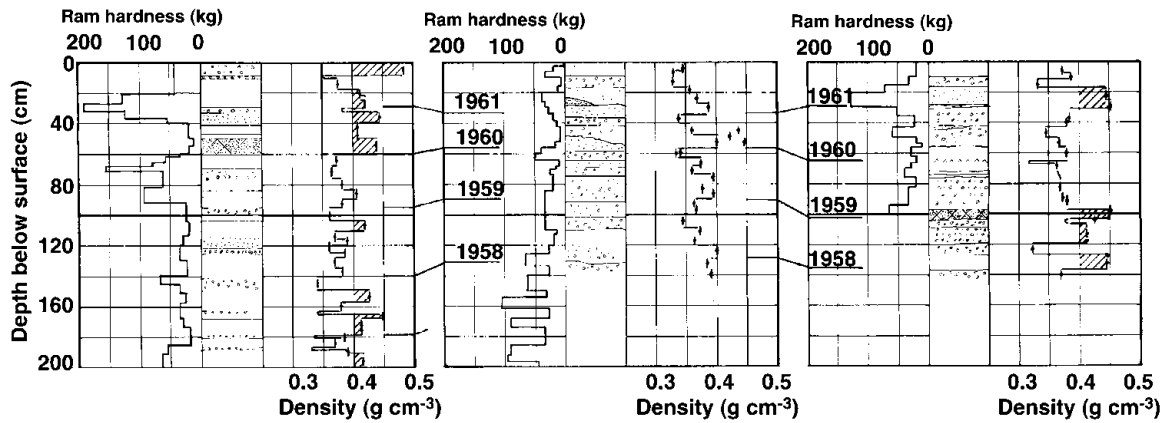 Ram hardness (kg) Ram hardness (kg) Ram hardness (kg)
200 100 0 200 100 0 200 100 0
0
40
80
120
160
200
Depth below surface (cm)
1961 1961
1960 1960
1959 1959
1958 1958
0.3 0.4 0.5 0.3 0.4 0.5 0.3 0.4 0.5
Density (g cm⁻³) Density (g cm⁻³) Density (g cm⁻³)